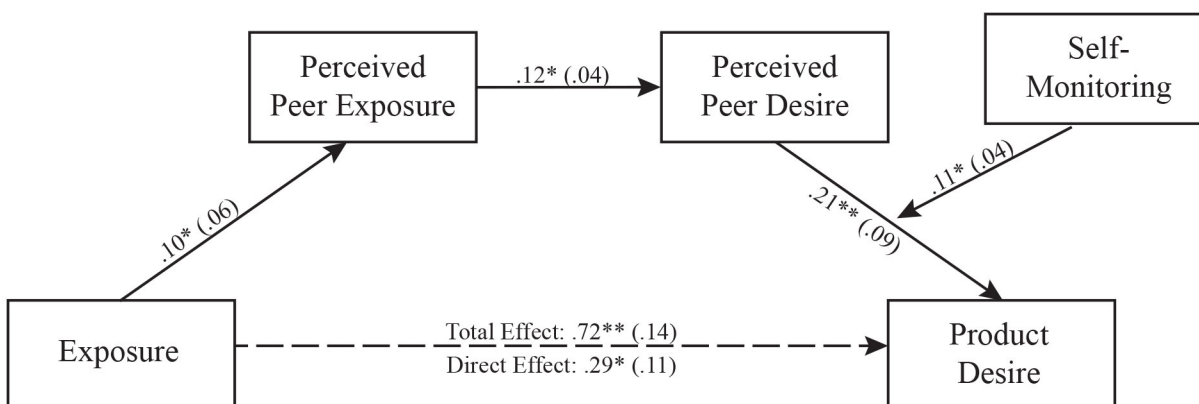 Perceived
Peer Exposure
.12* (.04)
Perceived
Peer Desire
Self-
Monitoring
.10* (.06)
.21** (.09)
.11* (.04)
Exposure
Total Effect: .72** (.14)
Direct Effect: .29* (.11)
Product
Desire